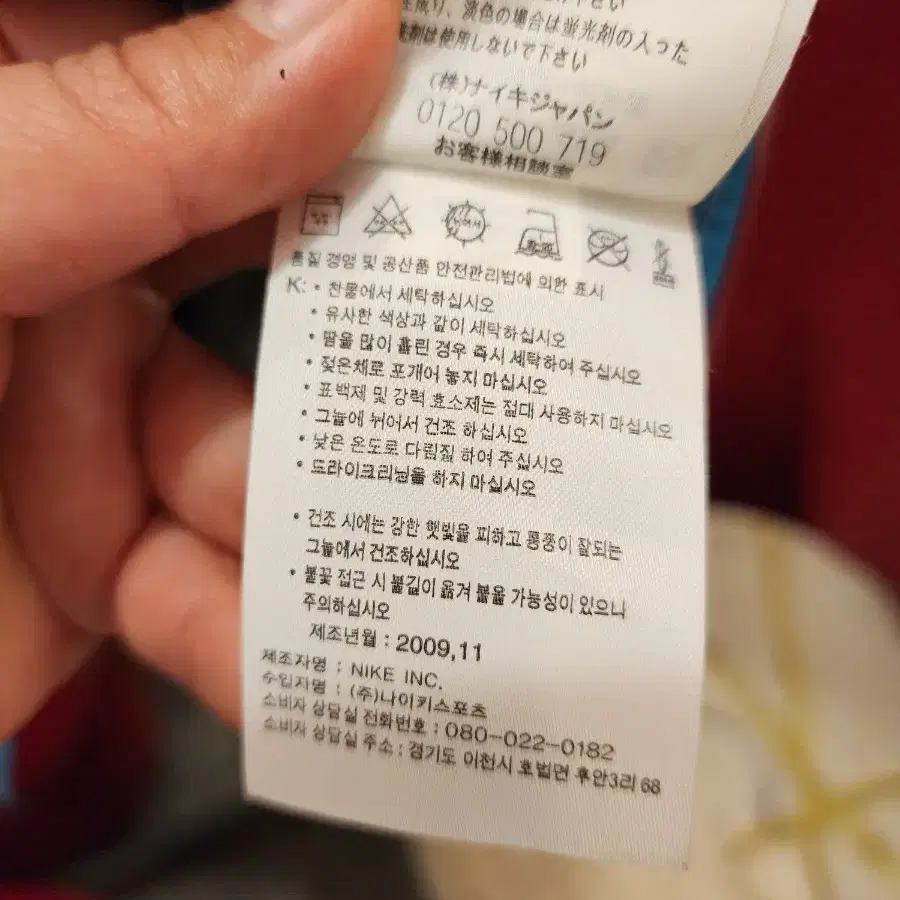 淡色の場合は蛍光剤の入った
剤は使用しないで下さい
(株)ナイキジャパン
0120 500 719
お客様相談室
품질 경영 및 공산품 안전관리법에 의한 표시
K: • 찬물에서 세탁하십시오
• 유사한 색상과 같이 세탁하십시오
• 땀을 많이 흘린 경우 즉시 세탁하여 주십시오
• 젖은채로 포개어 놓지 마십시오
• 표백제 및 강력 효소제는 절대 사용하지 마십시오
• 그늘에 뉘어서 건조 하십시오
• 낮은 온도로 다림질 하여 주십시오
• 드라이크리닝을 하지 마십시오
• 건조 시에는 강한 햇빛을 피하고 통풍이 잘되는
그늘에서 건조하십시오
• 불꽃 접근 시 불길이 옮겨 붙을 가능성이 있으니
주의하십시오
제조년월 : 2009,11
제조자명 : NIKE INC.
수입자명 : (주)나이키스포츠
소비자 상담실 전화번호 : 080-022-0182
소비자 상담실 주소 : 경기도 이천시 호법면 후안3리 68